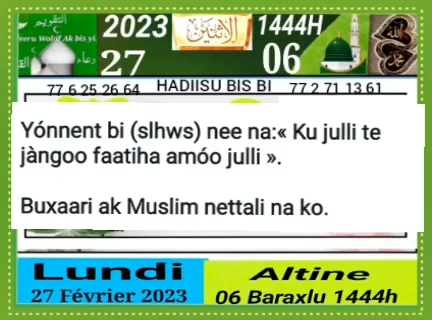 2023
1444H
التقويم
الاثنين
27
06
77 6 25 26 64 HADIISU BIS BI 77 2 71 13 61
Yónnent bi (slhws) nee na:« Ku julli te
jàngoo faatiha amóo julli ».
Buxaari ak Muslim nettali na ko.
Lundi
Altine
27 Février 2023
06 Baraxlu 1444h